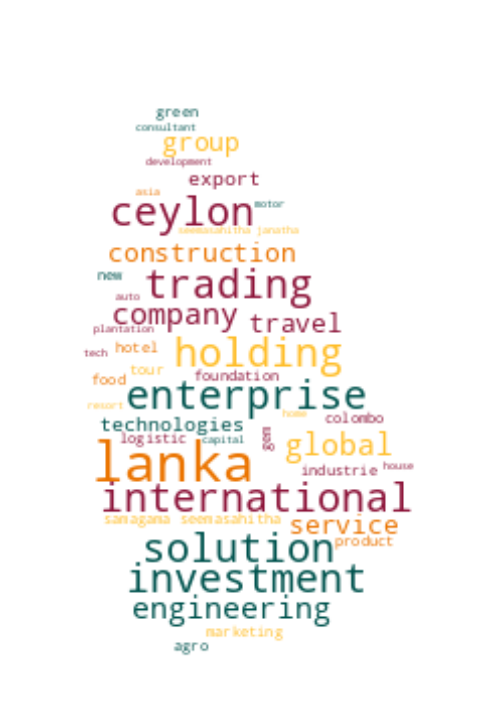 green
consultant
group
development
export
asia
ceylon motor
seemasahitha janatha
construction
new trading
auto
company travel
plantation
holding
tech hotel
tour foundation
food enterprise
resort home
technologies colombo
logistic capital gem global
lanka industrie house
international
samagama seemasahitha service
solution product
investment
engineering
marketing
agro